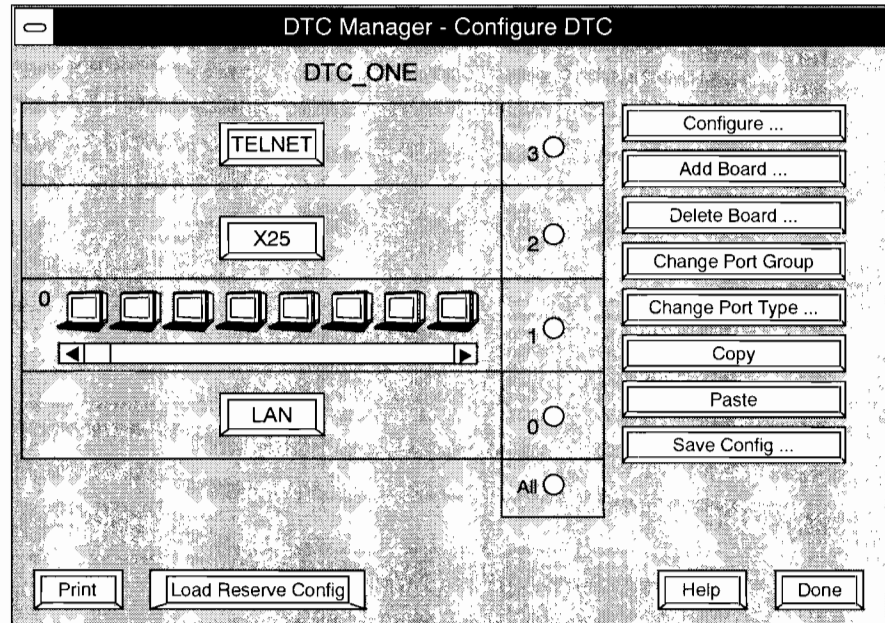 DTC Manager - Configure DTC
DTC_ONE
TELNET
3
X25
2
0
1
LAN
0
All
Configure ...
Add Board ...
Delete Board ...
Change Port Group
Change Port Type ...
Copy
Paste
Save Config ...
Print
Load Reserve Config
Help
Done